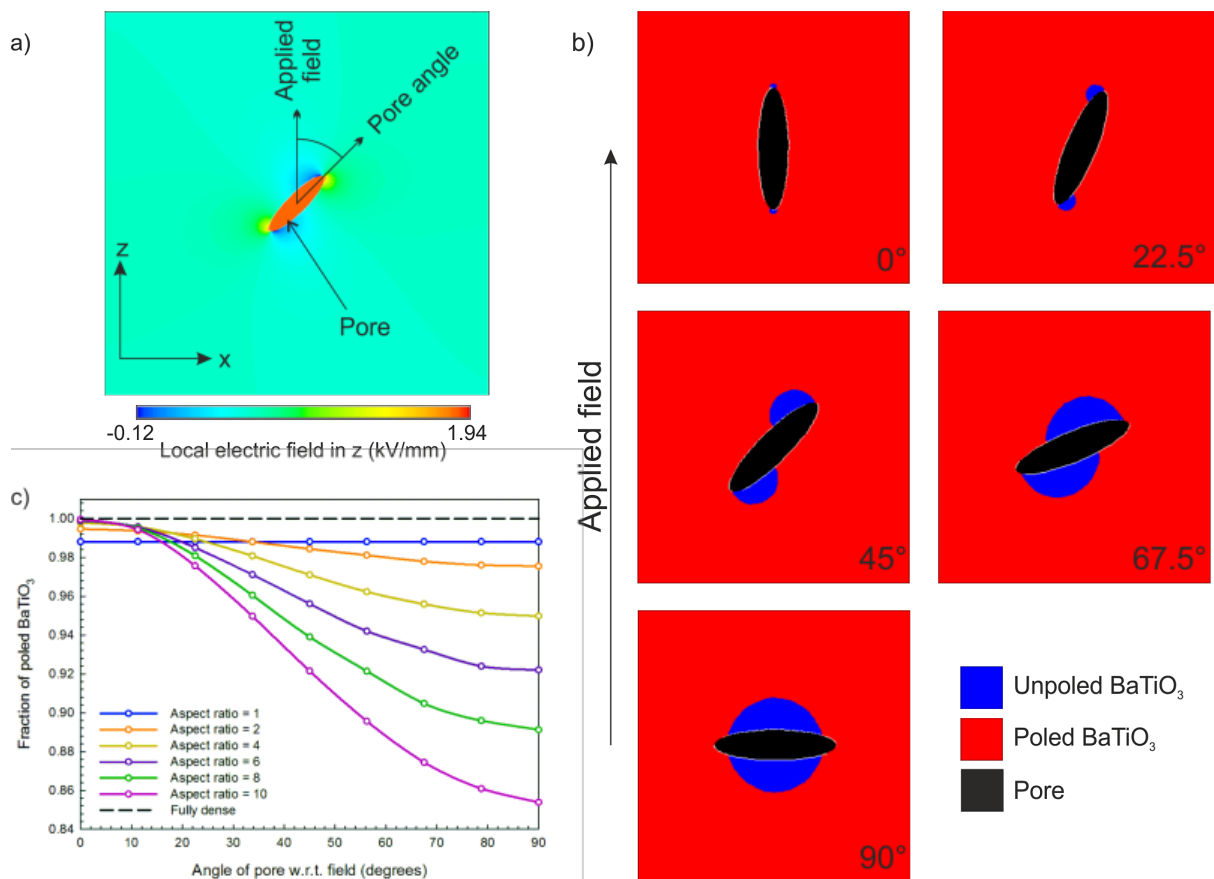 a)
Applied
field
Pore angle
Pore
z
x
-0.12
1.94
Local electric field in z (kV/mm)
b)
Applied field
0°
22.5°
45°
67.5°
90°
Unpoled BaTiO₃
Poled BaTiO₃
Pore
c)
Fraction of poled BaTiO₃
1.00
0.98
0.96
0.94
0.92
0.90
0.88
0.86
0.84
Aspect ratio = 1
Aspect ratio = 2
Aspect ratio = 4
Aspect ratio = 6
Aspect ratio = 8
Aspect ratio = 10
Fully dense
0 10 20 30 40 50 60 70 80 90
Angle of pore w.r.t. field (degrees)